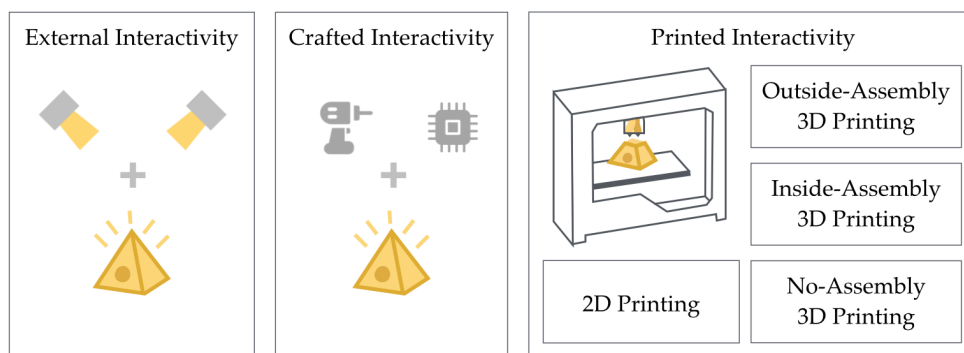 External Interactivity
Crafted Interactivity
Printed Interactivity
Outside-Assembly
3D Printing
Inside-Assembly
3D Printing
2D Printing
No-Assembly
3D Printing